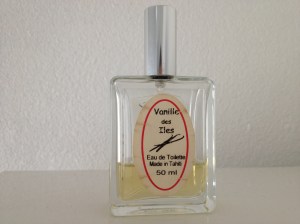 Vanille
des
Iles
Eau de Toilette
Made in Tahiti
50 ml